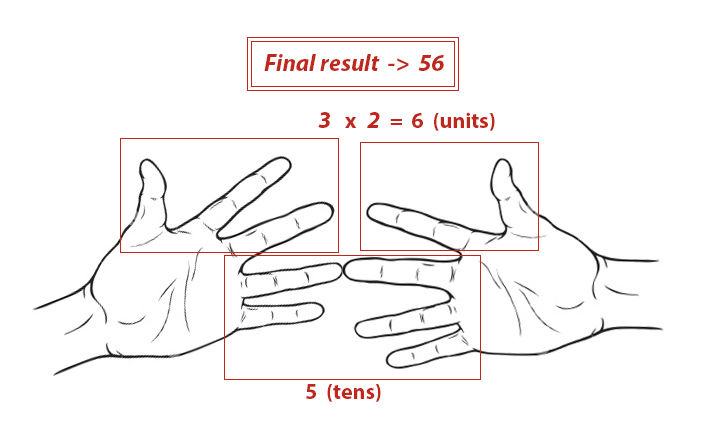 Final result -> 56
3 x 2 = 6 (units)
5 (tens)